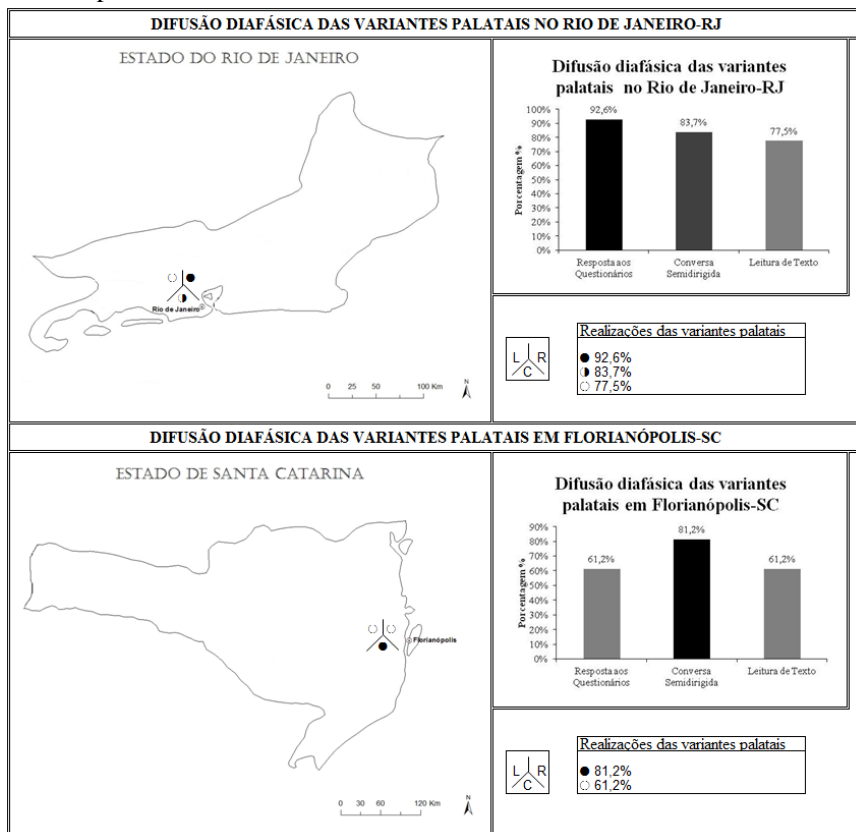 DIFUSÃO DIAFÁSICA DAS VARIANTES PALATAIS NO RIO DE JANEIRO-RJ
ESTADO DO RIO DE JANEIRO
Rio de Janeiro
0 25 50 100 Km
N
Difusão diafásica das variantes
palatais no Rio de Janeiro-RJ
Porcentagem %
100%
90%
80%
70%
60%
50%
40%
30%
20%
10%
0%
92,6%
83,7%
77,5%
Resposta aos
Questionários
Conversa
Semidirigida
Leitura de Texto
L R
C
Realizações das variantes palatais
92,6%
83,7%
77,5%
DIFUSÃO DIAFÁSICA DAS VARIANTES PALATAIS EM FLORIANÓPOLIS-SC
ESTADO DE SANTA CATARINA
Florianópolis
0 30 60 120 Km
N
Difusão diafásica das variantes
palatais em Florianópolis-SC
Porcentagem %
90%
80%
70%
60%
50%
40%
30%
20%
10%
0%
61,2%
81,2%
61,2%
Resposta aos
Questionários
Conversa
Semidirigida
Leitura de Texto
L R
C
Realizações das variantes palatais
81,2%
61,2%